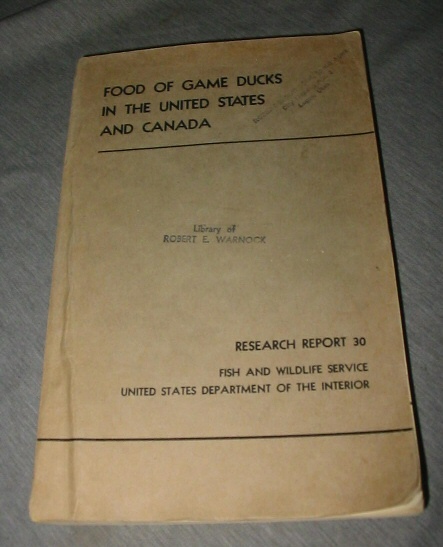 FOOD OF GAME DUCKS
IN THE UNITED STATES
AND CANADA
Library of
ROBERT E. WARNOCK
RESEARCH REPORT 30
FISH AND WILDLIFE SERVICE
UNITED STATES DEPARTMENT OF THE INTERIOR